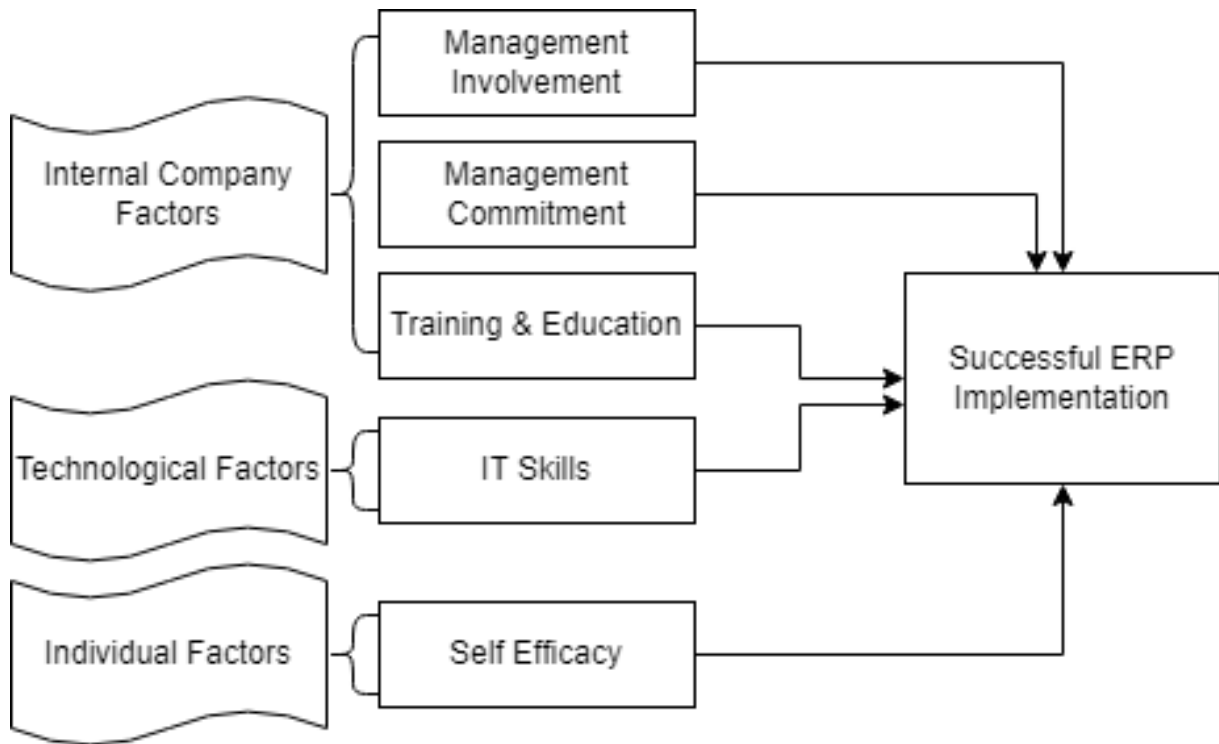 Management
Involvement
Internal Company
Factors
Management
Commitment
Training & Education
Successful ERP
Implementation
Technological Factors
IT Skills
Individual Factors
Self Efficacy